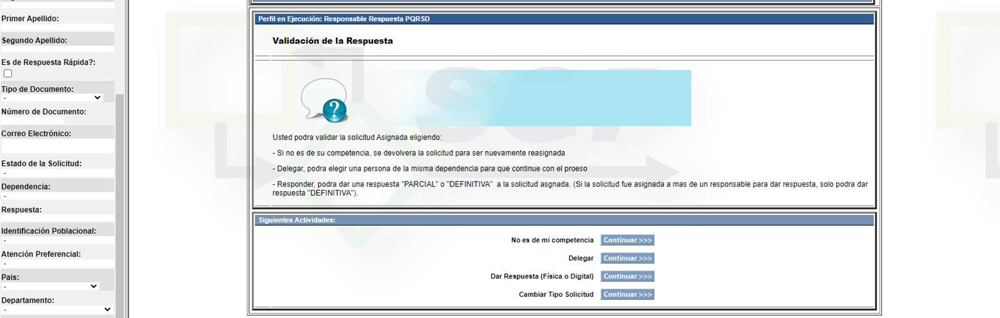 Primer Apellido:
Segundo Apellido:
Es de Respuesta Rápida?:
Tipo de Documento:
-
Número de Documento:
Correo Electrónico:
Estado de la Solicitud:
-
Dependencia:
-
Respuesta:
Identificación Poblacional:
-
Atención Preferencial:
-
Pais:
-
Departamento:
-
Perfil en Ejecución: Responsable Respuesta PQRSD
Validación de la Respuesta
?
Usted podra validar la solicitud Asignada eligiendo:
- Si no es de su competencia, se devolvera la solicitud para ser nuevamente reasignada
- Delegar, podra elegir una persona de la misma dependencia para que continue con el proeso
- Responder, podra dar una respuesta "PARCIAL" o "DEFINITIVA" a la solicitud asgnada. (Si la solicitud fue asignada a mas de un responsable para dar respuesta, solo podra dar
respuesta "DEFINITIVA").
Siguientes Actividades:
No es de mi competencia Continuar >>>
Delegar Continuar >>>
Dar Respuesta (Física o Digital) Continuar >>>
Cambiar Tipo Solicitud Continuar >>>